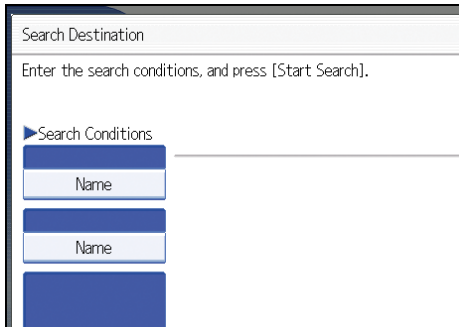 Search Destination
Enter the search conditions, and press [Start Search].
▶Search Conditions
Name
Name